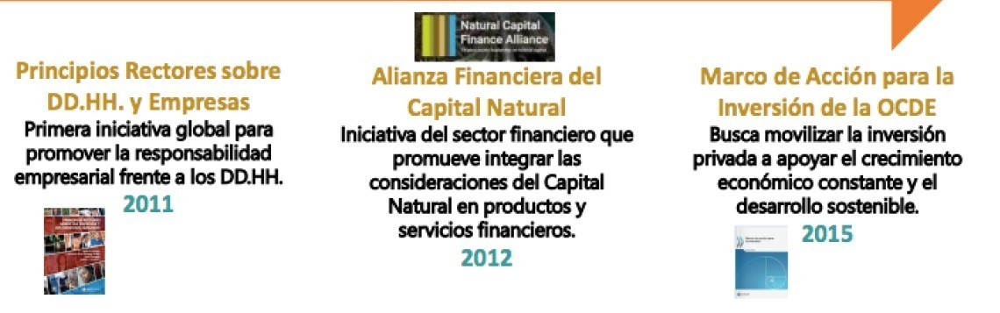 Principios Rectores sobre
DD.HH. y Empresas
Primera iniciativa global para
promover la responsabilidad
empresarial frente a los DD.HH.
2011
Natural Capital
Finance Alliance
Alianza Financiera del
Capital Natural
Iniciativa del sector financiero que
promueve integrar las
consideraciones del Capital
Natural en productos y
servicios financieros.
2012
Marco de Acción para la
Inversión de la OCDE
Busca movilizar la inversión
privada a apoyar el crecimiento
económico constante y el
desarrollo sostenible.
2015